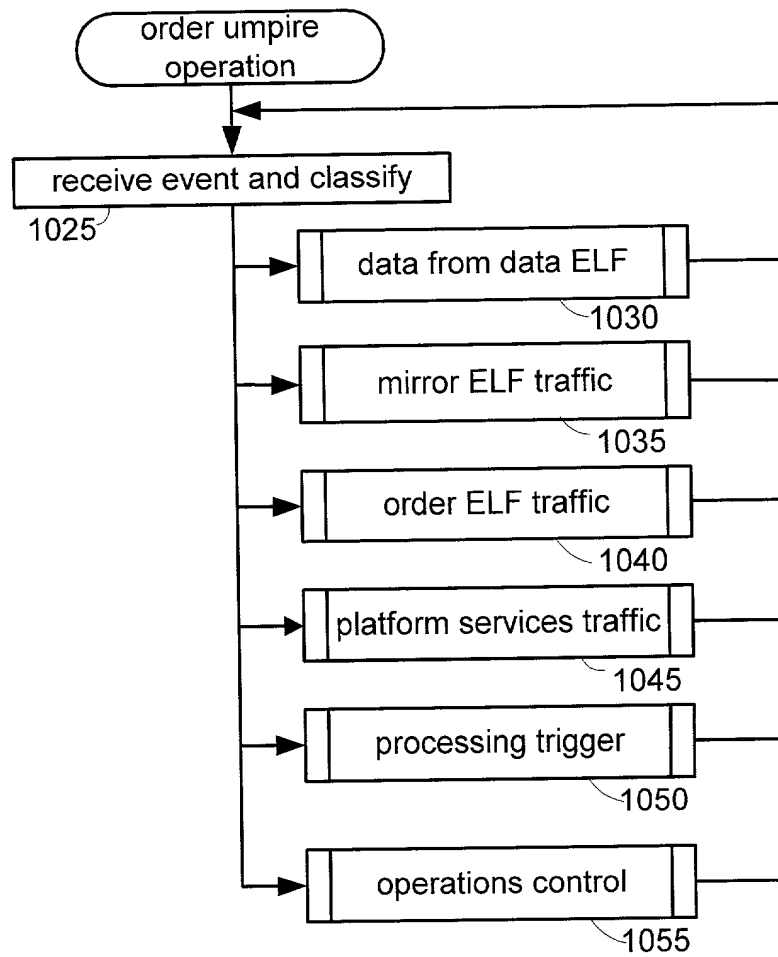 order umpire
operation
receive event and classify
1025
data from data ELF
1030
mirror ELF traffic
1035
order ELF traffic
1040
platform services traffic
1045
processing trigger
1050
operations control
1055